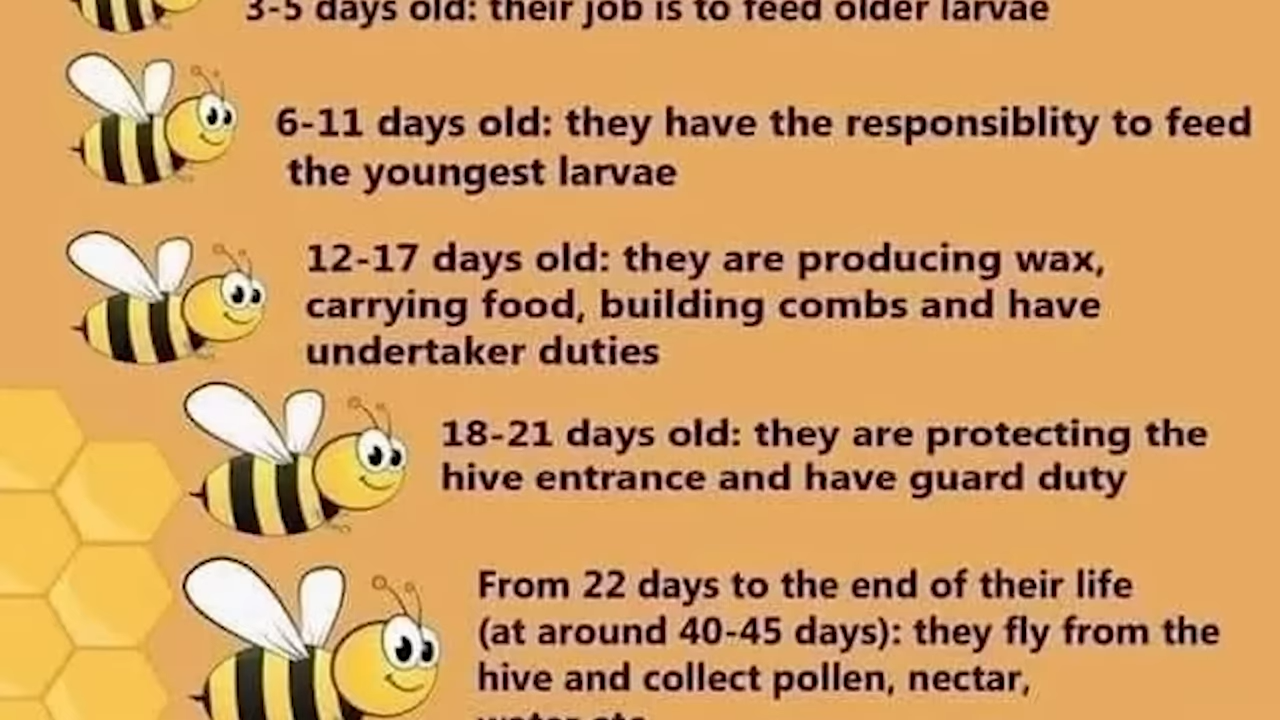 3-5 days old: their job is to feed older larvae
6-11 days old: they have the responsiblity to feed
the youngest larvae
12-17 days old: they are producing wax,
carrying food, building combs and have
undertaker duties
18-21 days old: they are protecting the
hive entrance and have guard duty
From 22 days to the end of their life
(at around 40-45 days): they fly from the
hive and collect pollen, nectar,
water etc